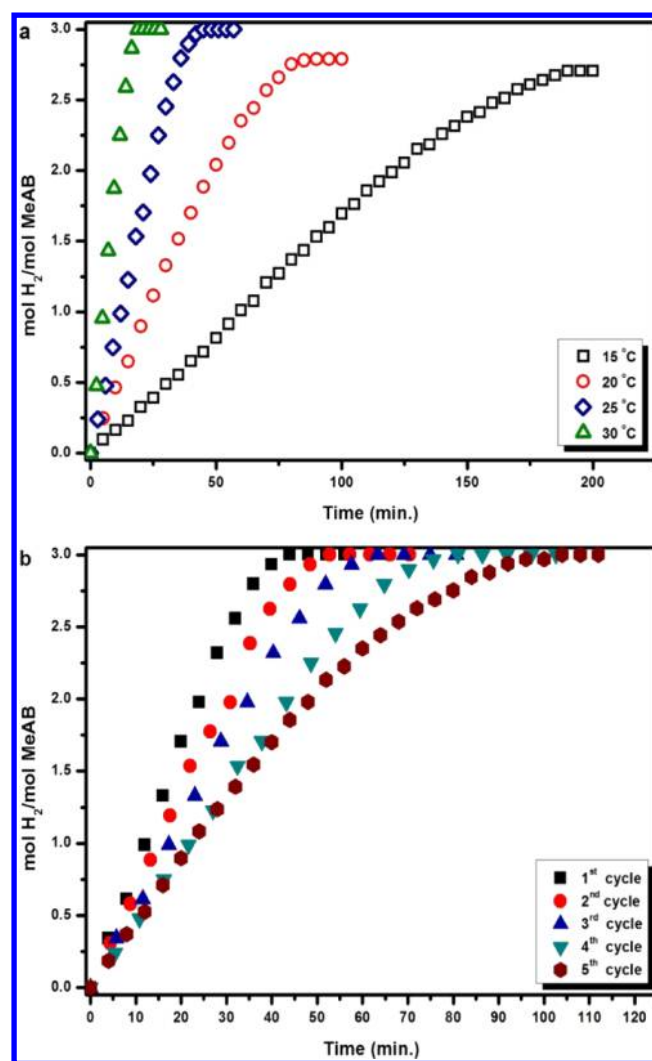 a
3.0
2.5
2.0
1.5
1.0
0.5
0.0
mol H₂/mol MeAB
15 °C
20 °C
25 °C
30 °C
0 50 100 150 200
Time (min.)
b
3.0
2.5
2.0
1.5
1.0
0.5
0.0
mol H₂/mol MeAB
1st cycle
2nd cycle
3rd cycle
4th cycle
5th cycle
0 10 20 30 40 50 60 70 80 90 100 110 120
Time (min.)